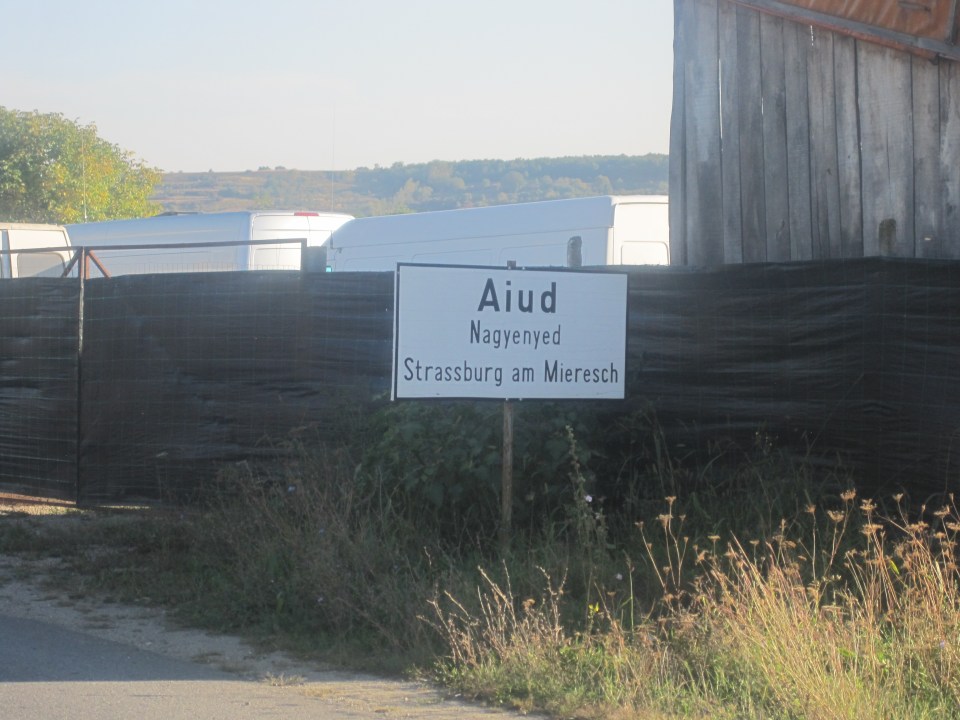 Aiud
Nagyenyed
Strassburg am Mieresch